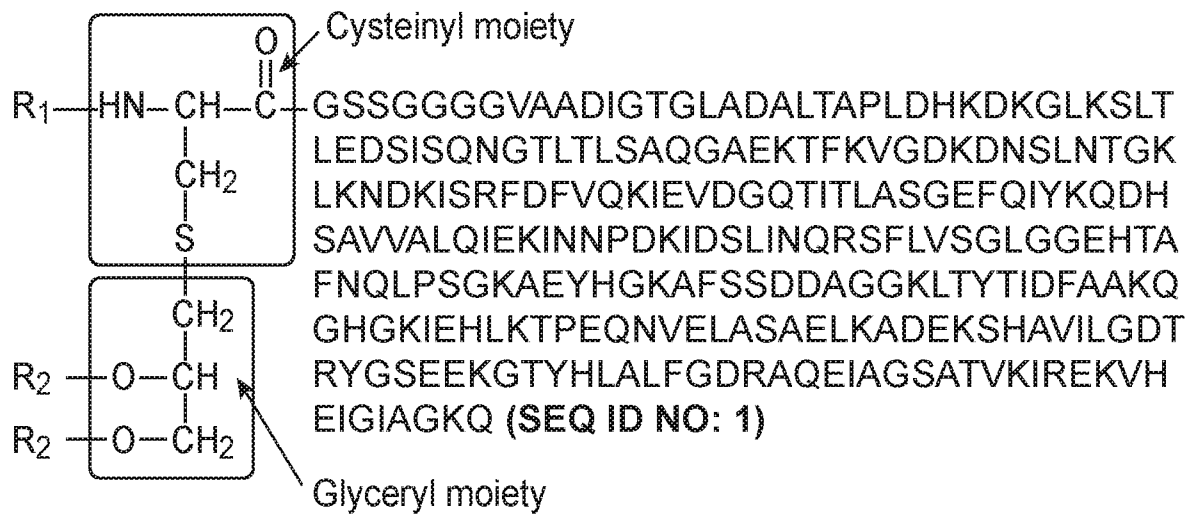 Cysteinyl moiety
O
R1 HN CH C GSSGGGGVAADIGTGLADALTAPLDHKDKGLKSLT
LEDSISQNGTLTLSAQGAEKTFKVGDKDNSLNTGK
CH2
LKNDKISRFDFVQKIEVDGQTITLASGEFQIYKQDH
S
SAVVALQIEKINNPDKIDSLINQRSFLVSGLGGEHTA
FNQLPSGKAEYHGKAFSSDDAGGKLTYTIDFAAKQ
CH2
GHGKIEHLKTPEQNVELASAELKADEKSHAVILGDT
R2 O CH RYGSEEKGTYHLALFGDRAQEIAGSATVKIREKVH
R2 O CH2 EIGIAGKQ (SEQ ID NO: 1)
Glyceryl moiety